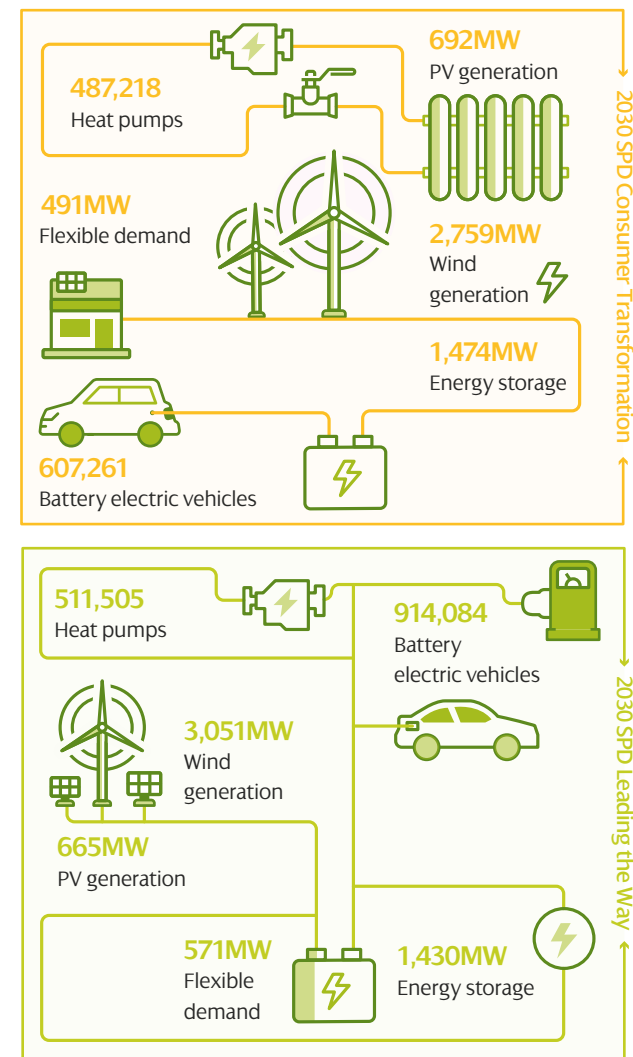 487,218
Heat pumps
692MW
PV generation
491MW
Flexible demand
2,759MW
Wind
generation
1,474MW
Energy storage
607,261
Battery electric vehicles
2030 SPD Consumer Transformation
511,505
Heat pumps
914,084
Battery
electric vehicles
3,051MW
Wind
generation
665MW
PV generation
571MW
Flexible
demand
1,430MW
Energy storage
2030 SPD Leading the Way